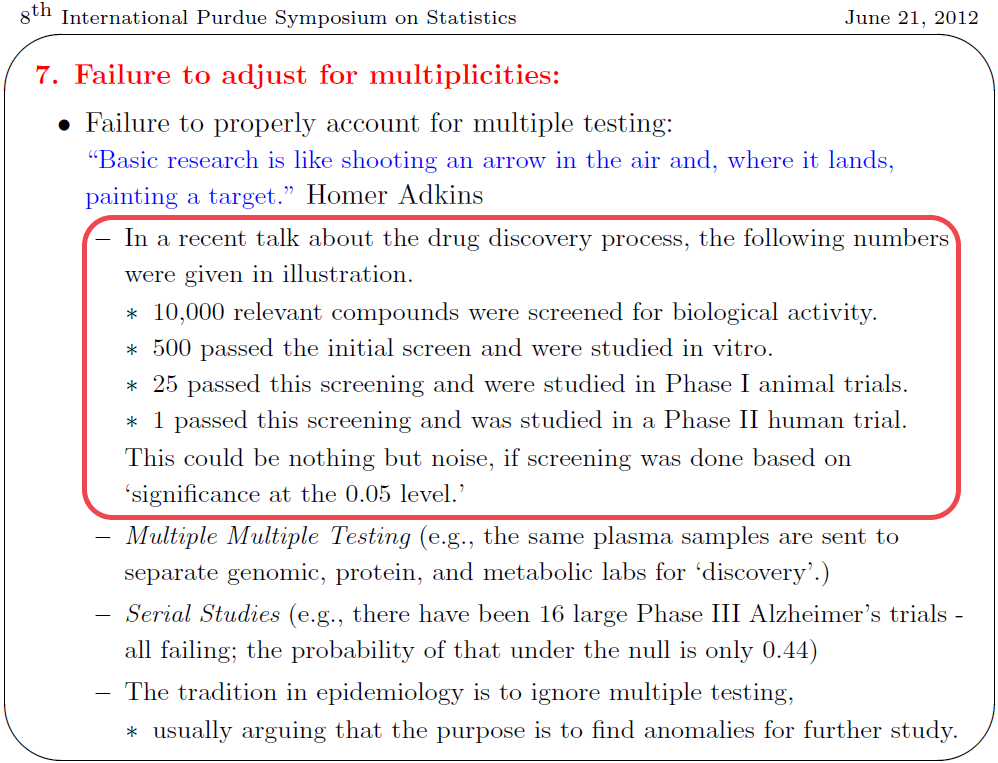 8th International Purdue Symposium on Statistics
June 21, 2012
7. Failure to adjust for multiplicities:
• Failure to properly account for multiple testing:
“Basic research is like shooting an arrow in the air and, where it lands,
painting a target.” Homer Adkins
– In a recent talk about the drug discovery process, the following numbers
were given in illustration.
∗ 10,000 relevant compounds were screened for biological activity.
∗ 500 passed the initial screen and were studied in vitro.
∗ 25 passed this screening and were studied in Phase I animal trials.
∗ 1 passed this screening and was studied in a Phase II human trial.
This could be nothing but noise, if screening was done based on
‘significance at the 0.05 level.’
– Multiple Multiple Testing (e.g., the same plasma samples are sent to
separate genomic, protein, and metabolic labs for ‘discovery’.)
– Serial Studies (e.g., there have been 16 large Phase III Alzheimer’s trials -
all failing; the probability of that under the null is only 0.44)
– The tradition in epidemiology is to ignore multiple testing,
∗ usually arguing that the purpose is to find anomalies for further study.